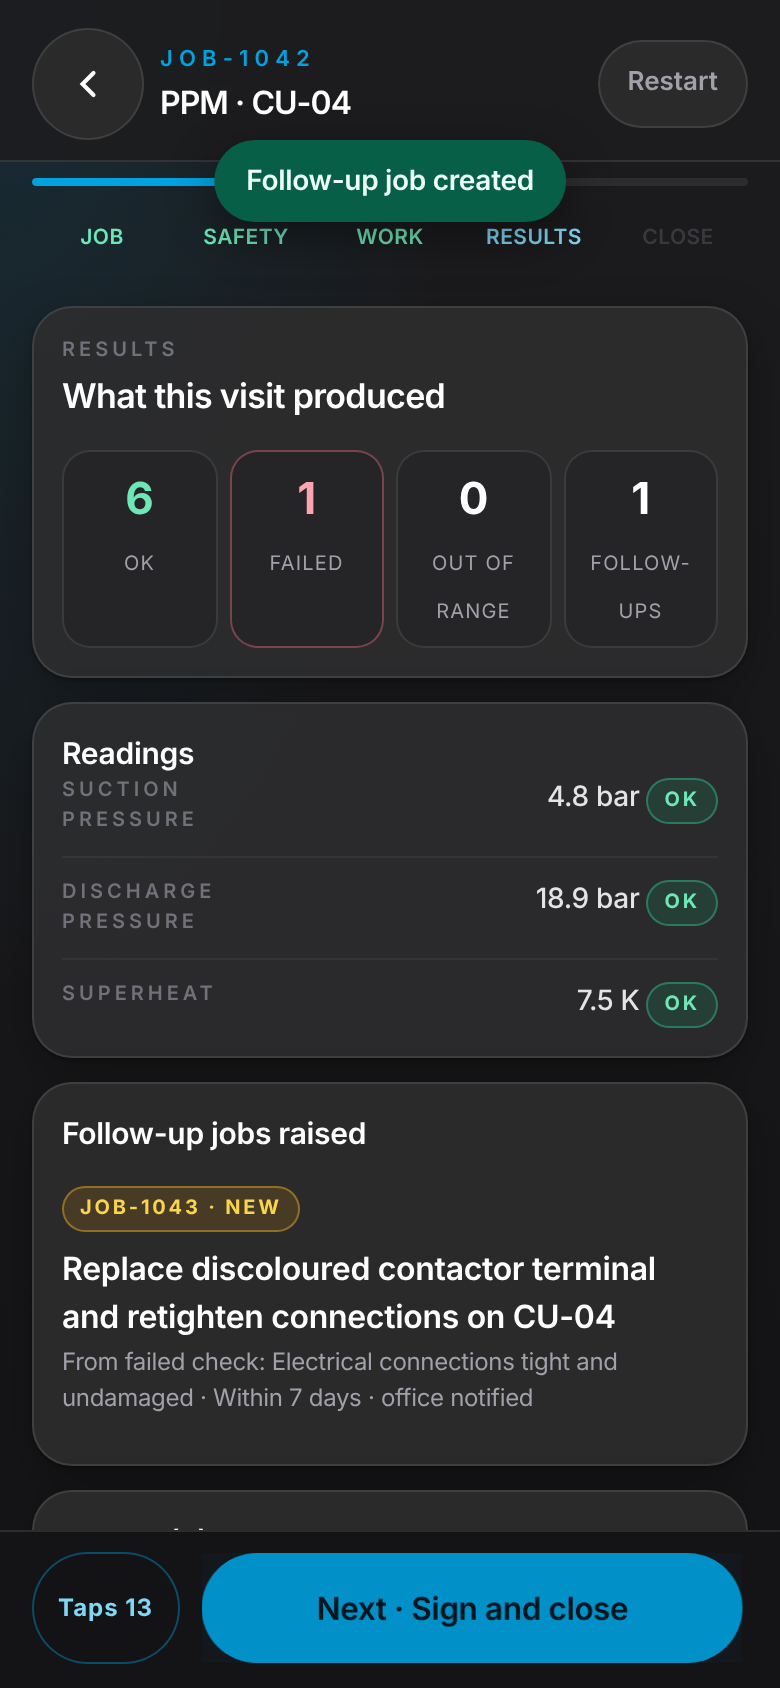 JOB-1042
PPM · CU-04
Restart
Follow-up job created
JOB SAFETY WORK RESULTS CLOSE
RESULTS
What this visit produced
6 1 0 1
OK FAILED OUT OF FOLLOW-
RANGE UPS
Readings
SUCTION
PRESSURE
4.8 bar OK
DISCHARGE
PRESSURE
18.9 bar OK
SUPERHEAT
7.5 K OK
Follow-up jobs raised
JOB-1043 · NEW
Replace discoloured contactor terminal
and retighten connections on CU-04
From failed check: Electrical connections tight and
undamaged · Within 7 days · office notified
Taps 13
Next · Sign and close